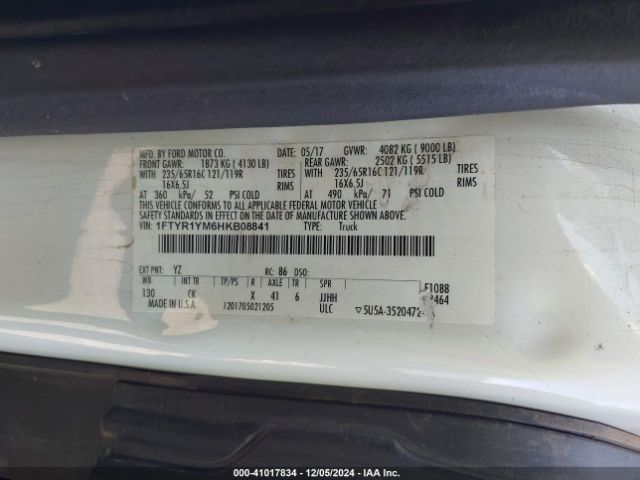 MFD. BY FORD MOTOR CO. 05/17 GVWR: 4082 KG ( 9000 LB)
FRONT GAWR: 1873 KG ( 4130 LB) REAR GAWR: 2502 KG ( 5515 LB)
WITH 235/65R16C 121/119R TIRES WITH 235/65R16C 121/119R TIRES
16X6.5J RIMS 16X6.5J RIMS
AT 360 kPa/ 52 PSI COLD AT 490 kPa/ 71 PSI COLD
THIS VEHICLE CONFORMS TO ALL APPLICABLE FEDERAL MOTOR VEHICLE
SAFETY AND THEFT PREVENTION STANDARDS IN EFFECT ON THE DATE OF MANUFACTURE SHOWN ABOVE.
VIN: 1FTYR1YM6HKB08841 TYPE: Truck
EXT PNT: YZ RC: 86 DSO:
WB INT TR TP/PS R AXLE TR SPR
130 CK X 41 6 JJHH F1088
MADE IN U.S.A. 1201705021205 ULC 2464
▽5U5A-3520472-
000-41017834 - 12/05/2024 - IAA Inc.